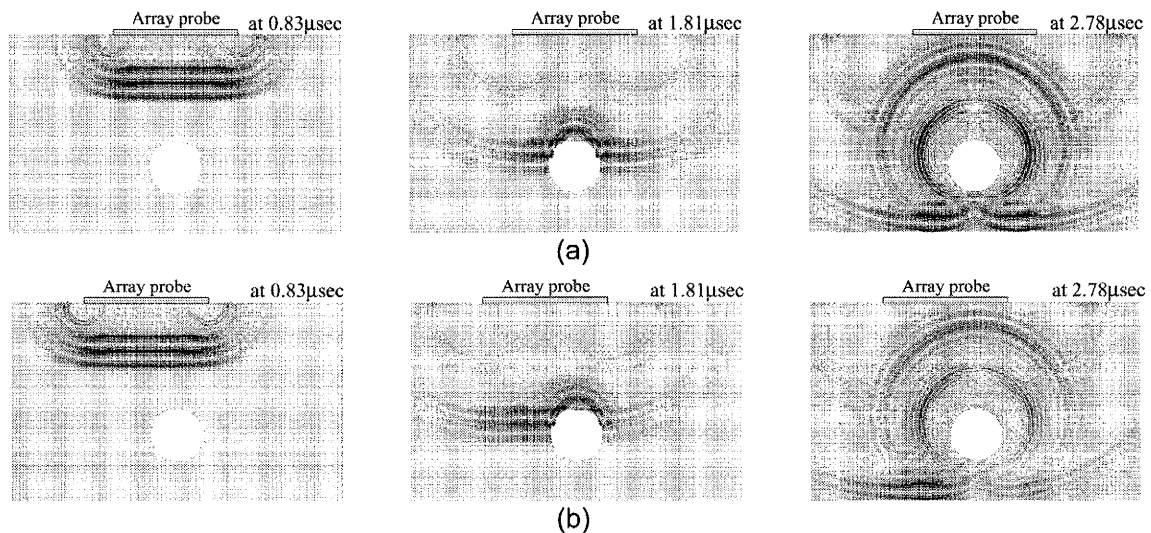 Array probe at 0.83μsec
Array probe at 1.81μsec
Array probe at 2.78μsec
(a)
Array probe at 0.83μsec
Array probe at 1.81μsec
Array probe at 2.78μsec
(b)